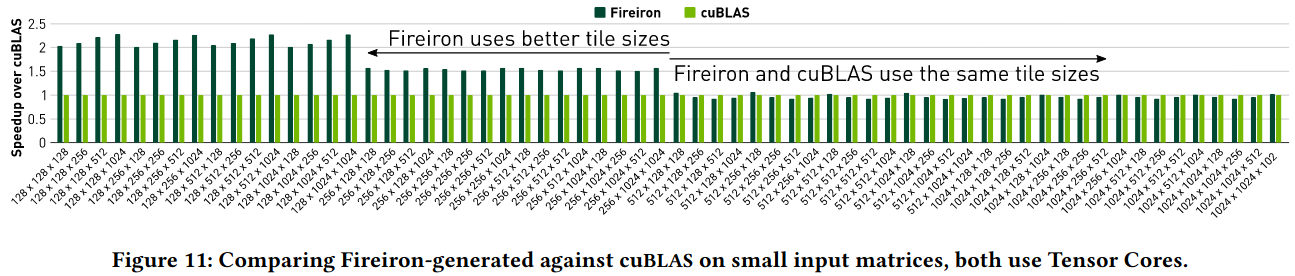 Fireiron cuBLAS
Speedup over cuBLAS
2.5
2
1.5
1
0.5
0
Fireiron uses better tile sizes
Fireiron and cuBLAS use the same tile sizes
128 x 128 x 128
128 x 128 x 256
128 x 128 x 512
128 x 128 x 1024
128 x 256 x 128
128 x 256 x 256
128 x 256 x 512
128 x 256 x 1024
128 x 512 x 128
128 x 512 x 256
128 x 512 x 512
128 x 512 x 1024
128 x 1024 x 128
128 x 1024 x 256
128 x 1024 x 512
128 x 1024 x 1024
256 x 128 x 128
256 x 128 x 256
256 x 128 x 512
256 x 128 x 1024
256 x 256 x 128
256 x 256 x 256
256 x 256 x 512
256 x 256 x 1024
256 x 512 x 128
256 x 512 x 256
256 x 512 x 512
256 x 512 x 1024
256 x 1024 x 128
256 x 1024 x 256
256 x 1024 x 512
256 x 1024 x 1024
512 x 128 x 128
512 x 128 x 256
512 x 128 x 512
512 x 128 x 1024
512 x 256 x 128
512 x 256 x 256
512 x 256 x 512
512 x 256 x 1024
512 x 512 x 128
512 x 512 x 256
512 x 512 x 512
512 x 512 x 1024
512 x 1024 x 128
512 x 1024 x 256
512 x 1024 x 512
512 x 1024 x 1024
1024 x 128 x 128
1024 x 128 x 256
1024 x 128 x 512
1024 x 128 x 1024
1024 x 256 x 128
1024 x 256 x 256
1024 x 256 x 512
1024 x 256 x 1024
1024 x 512 x 128
1024 x 512 x 256
1024 x 512 x 512
1024 x 512 x 1024
1024 x 1024 x 128
1024 x 1024 x 256
1024 x 1024 x 512
1024 x 1024 x 102
Figure 11: Comparing Fireiron-generated against cuBLAS on small input matrices, both use Tensor Cores.